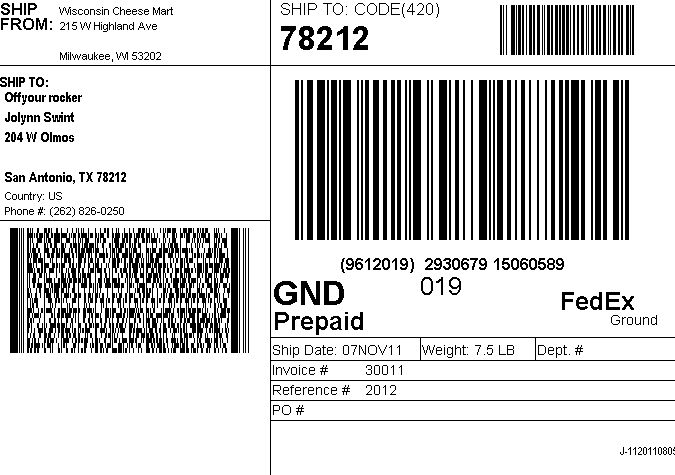 SHIP FROM:
Wisconsin Cheese Mart
215 W Highland Ave
Milwaukee, WI 53202
SHIP TO: CODE(420)
78212
SHIP TO:
Offyour rocker
Jolynn Swint
204 W Olmos
San Antonio, TX 78212
Country: US
Phone #: (262) 826-0250
(9612019) 2930679 15060589
GND
Prepaid
019
FedEx
Ground
Ship Date: 07NOV11 Weight: 7.5 LB Dept. #
Invoice # 30011
Reference # 2012
PO #
J-1120110805